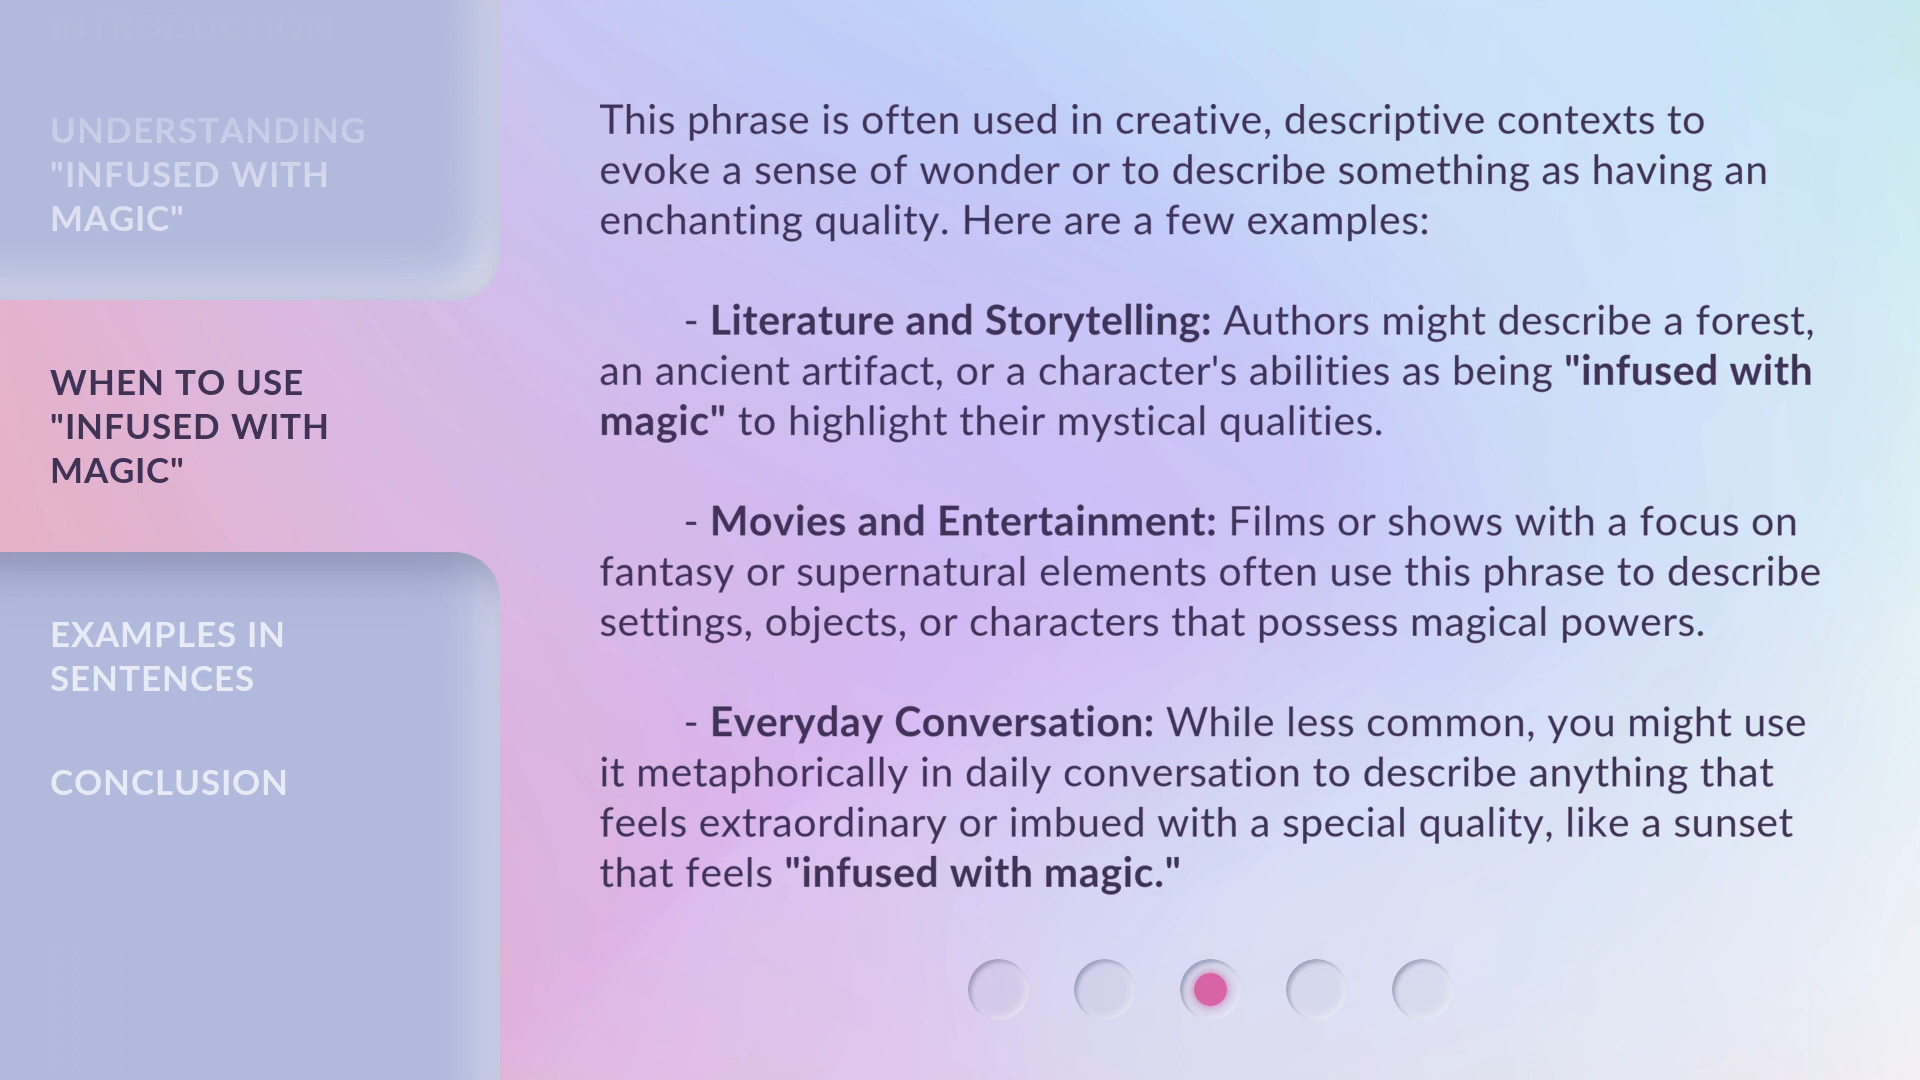 INTRODUCTION
UNDERSTANDING
"INFUSED WITH
MAGIC"
WHEN TO USE
"INFUSED WITH
MAGIC"
EXAMPLES IN
SENTENCES
CONCLUSION
This phrase is often used in creative, descriptive contexts to
evoke a sense of wonder or to describe something as having an
enchanting quality. Here are a few examples:
- Literature and Storytelling: Authors might describe a forest,
an ancient artifact, or a character's abilities as being "infused with
magic" to highlight their mystical qualities.
- Movies and Entertainment: Films or shows with a focus on
fantasy or supernatural elements often use this phrase to describe
settings, objects, or characters that possess magical powers.
- Everyday Conversation: While less common, you might use
it metaphorically in daily conversation to describe anything that
feels extraordinary or imbued with a special quality, like a sunset
that feels "infused with magic."